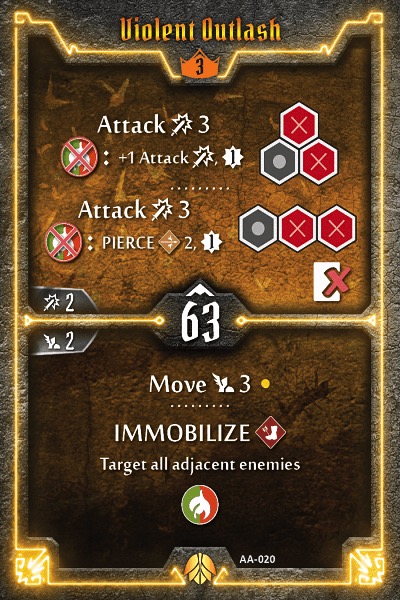 Violent Outlash
3
Attack 3
: +1 Attack , 1
Attack 3
: PIERCE 2, 1
2
63
2
Move 3
IMMOBILIZE
Target all adjacent enemies
AA-020